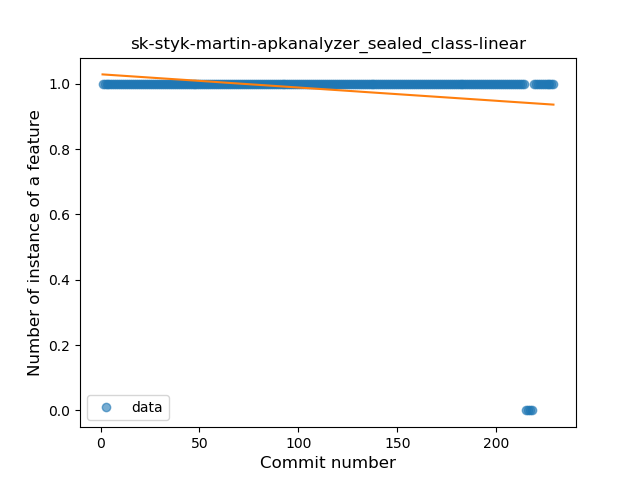 sk-styk-martin-apkanalyzer_sealed_class-linear
Number of instance of a feature
1.0
0.8
0.6
0.4
0.2
0.0
data
0
50
100
150
200
Commit number